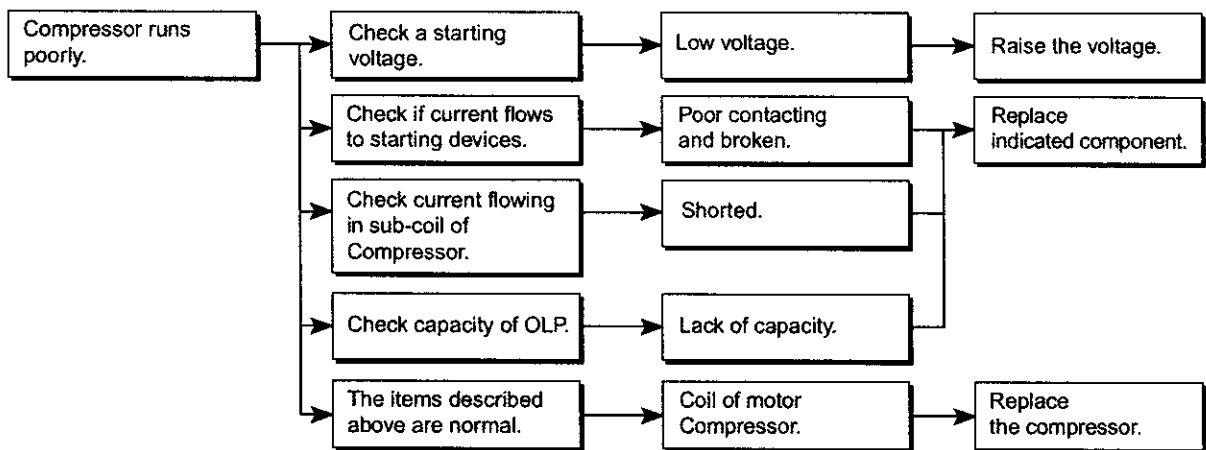 Compressor runs
poorly.
Check a starting
voltage.
Low voltage.
Raise the voltage.
Check if current flows
to starting devices.
Poor contacting
and broken.
Replace
indicated component.
Check current flowing
in sub-coil of
Compressor.
Shorted.
Check capacity of OLP.
Lack of capacity.
The items described
above are normal.
Coil of motor
Compressor.
Replace
the compressor.